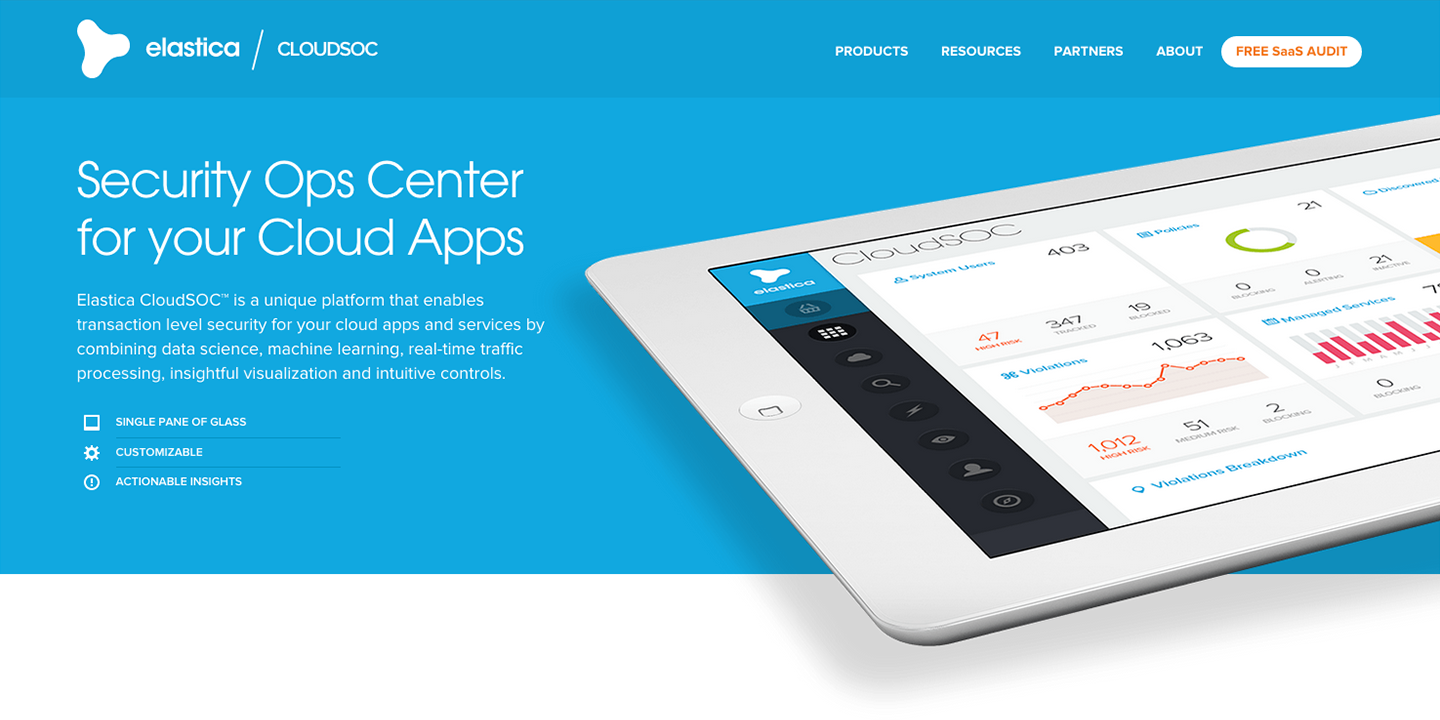 elastica / CLOUDSOC
PRODUCTS RESOURCES PARTNERS ABOUT FREE SaaS AUDIT
Security Ops Center
for your Cloud Apps
Elastica CloudSOC™ is a unique platform that enables
transaction level security for your cloud apps and services by
combining data science, machine learning, real-time traffic
processing, insightful visualization and intuitive controls.
SINGLE PANE OF GLASS
CUSTOMIZABLE
ACTIONABLE INSIGHTS
elastica
CloudSOC
System Users
403
47
HIGH RISK
347
TRACKED
19
BLOCKED
Policies
21
0
BLOCKING
0
ALERTING
21
INACTIVE
Discovered
Violations
1,063
1,012
HIGH RISK
51
MEDIUM RISK
2
BLOCKING
Managed Services
J F M A M J
0
BLOCKING
Violations Breakdown